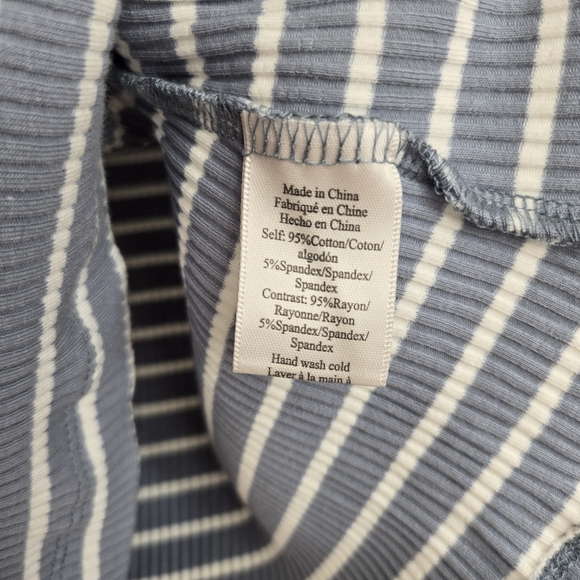 Made in China
Fabriqué en Chine
Hecho en China
Self: 95%Cotton/Coton/
algodón
5%Spandex/Spandex/
Spandex
Contrast: 95%Rayon/
Rayonne/Rayon
5%Spandex/Spandex/
Spandex
Hand wash cold
Laver à la main à